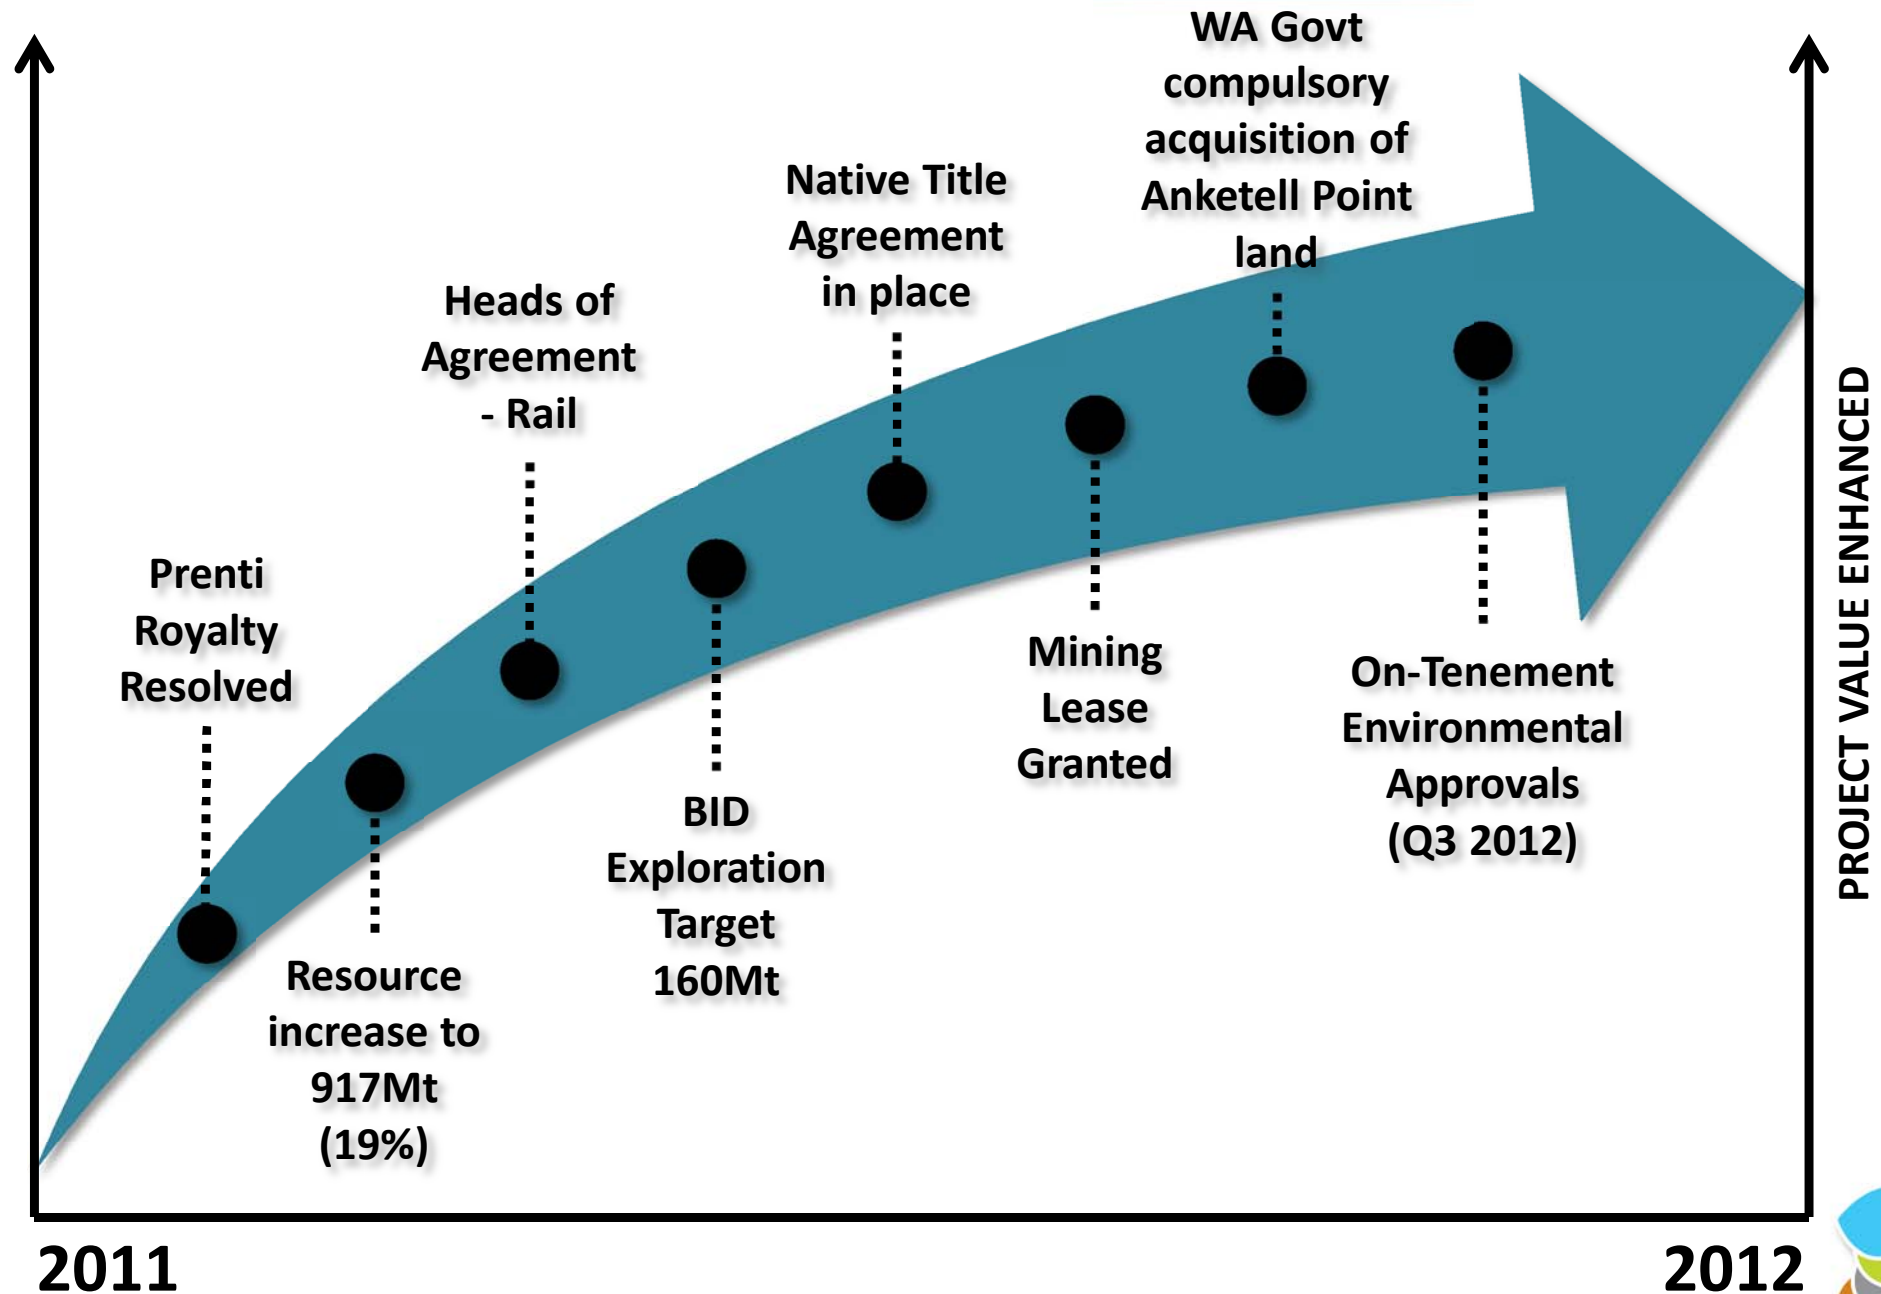 WA Govt
compulsory
acquisition of
Anketell Point
land
Native Title
Agreement
in place
Heads of
Agreement
- Rail
Prenti
Royalty
Resolved
Resource
increase to
917Mt
(19%)
BID
Exploration
Target
160Mt
Mining
Lease
Granted
On-Tenement
Environmental
Approvals
(Q3 2012)
PROJECT VALUE ENHANCED
2011
2012